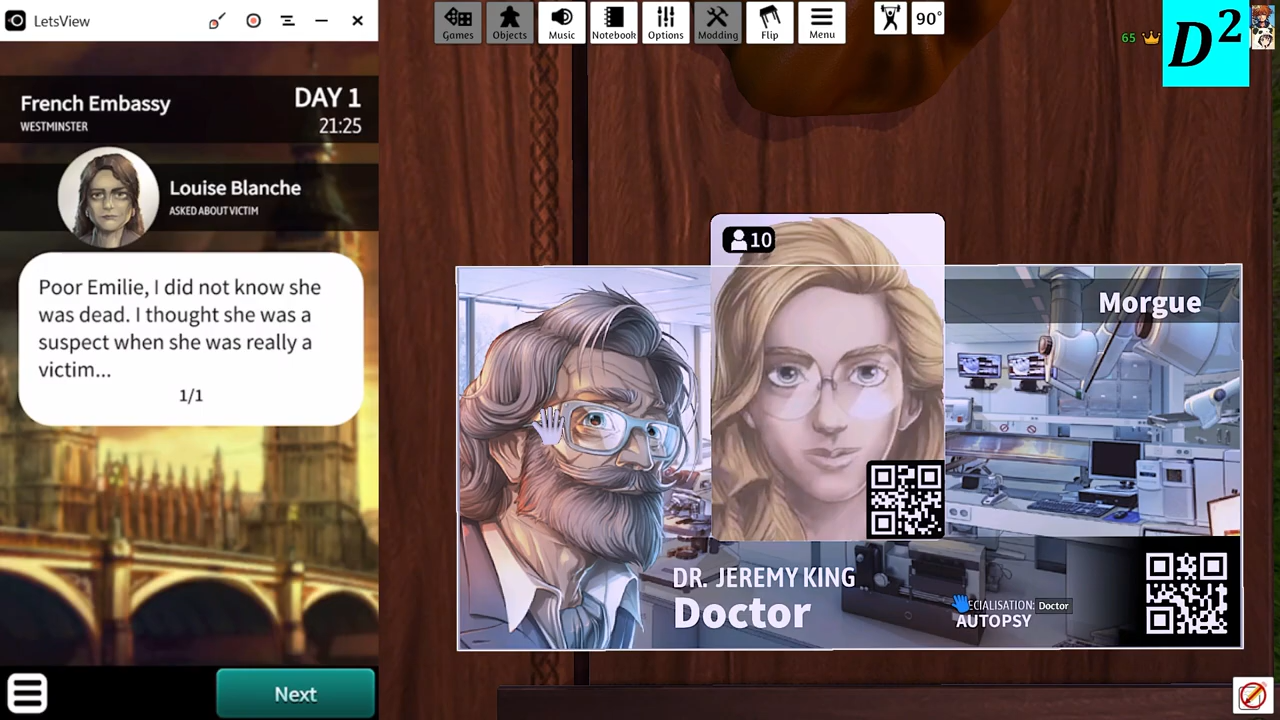 LetsView
French Embassy
WESTMINSTER
DAY 1
21:25
Louise Blanche
ASKED ABOUT VICTIM
Poor Emilie, I did not know she
was dead. I thought she was a
suspect when she was really a
victim...
1/1
Next
Games
Objects
Music
Notebook
Options
Modding
Flip
Menu
90°
65
D²
10
Morgue
DR. JEREMY KING
Doctor
ECIALISATION:
Doctor
AUTOPSY